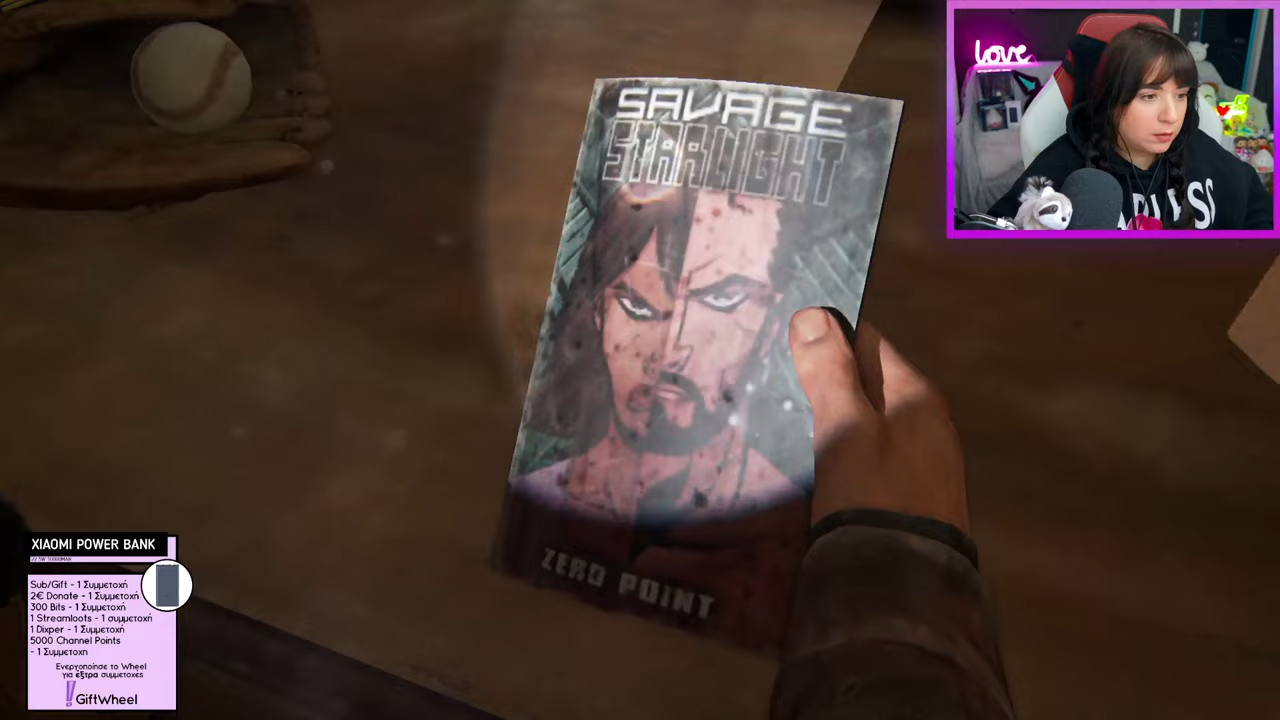 SAVAGE
STARLIGHT
ZERO POINT
love
XIAOMI POWER BANK
Sub/Gift - 1 Συμμετοχή
2€ Donate - 1 Συμμετοχή
300 Bits - 1 Συμμετοχή
1 Streamloots - 1 συμμετοχή
1 Dixper - 1 Συμμετοχή
5000 Channel Points
- 1 Συμμετοχη
Ενεργοποίησε το Wheel
για έξτρα συμμετοχές
!GiftWheel